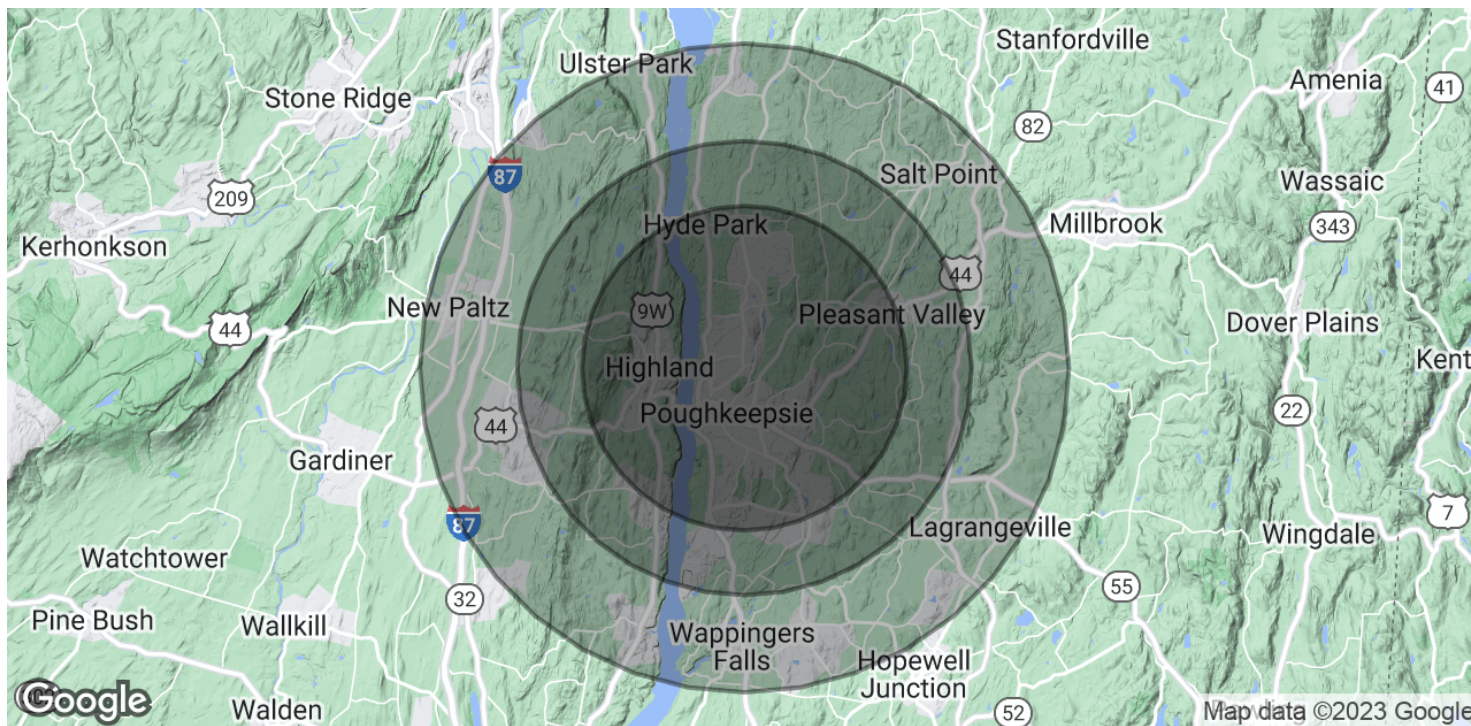 Stanfordville
Ulster Park
Amenia
41
Stone Ridge
82
87
Salt Point
Wassaic
209
Hyde Park
Millbrook
343
Kerhonkson
44
9W
New Paltz
Pleasant Valley
Dover Plains
44
Highland
Kent
Poughkeepsie
22
44
Gardiner
7
87
Lagrangeville
Wingdale
Watchtower
55
32
Pine Bush
Wallkill
Wappingers
Falls
Hopewell
Junction
Google
Walden
52
Map data ©2023 Google